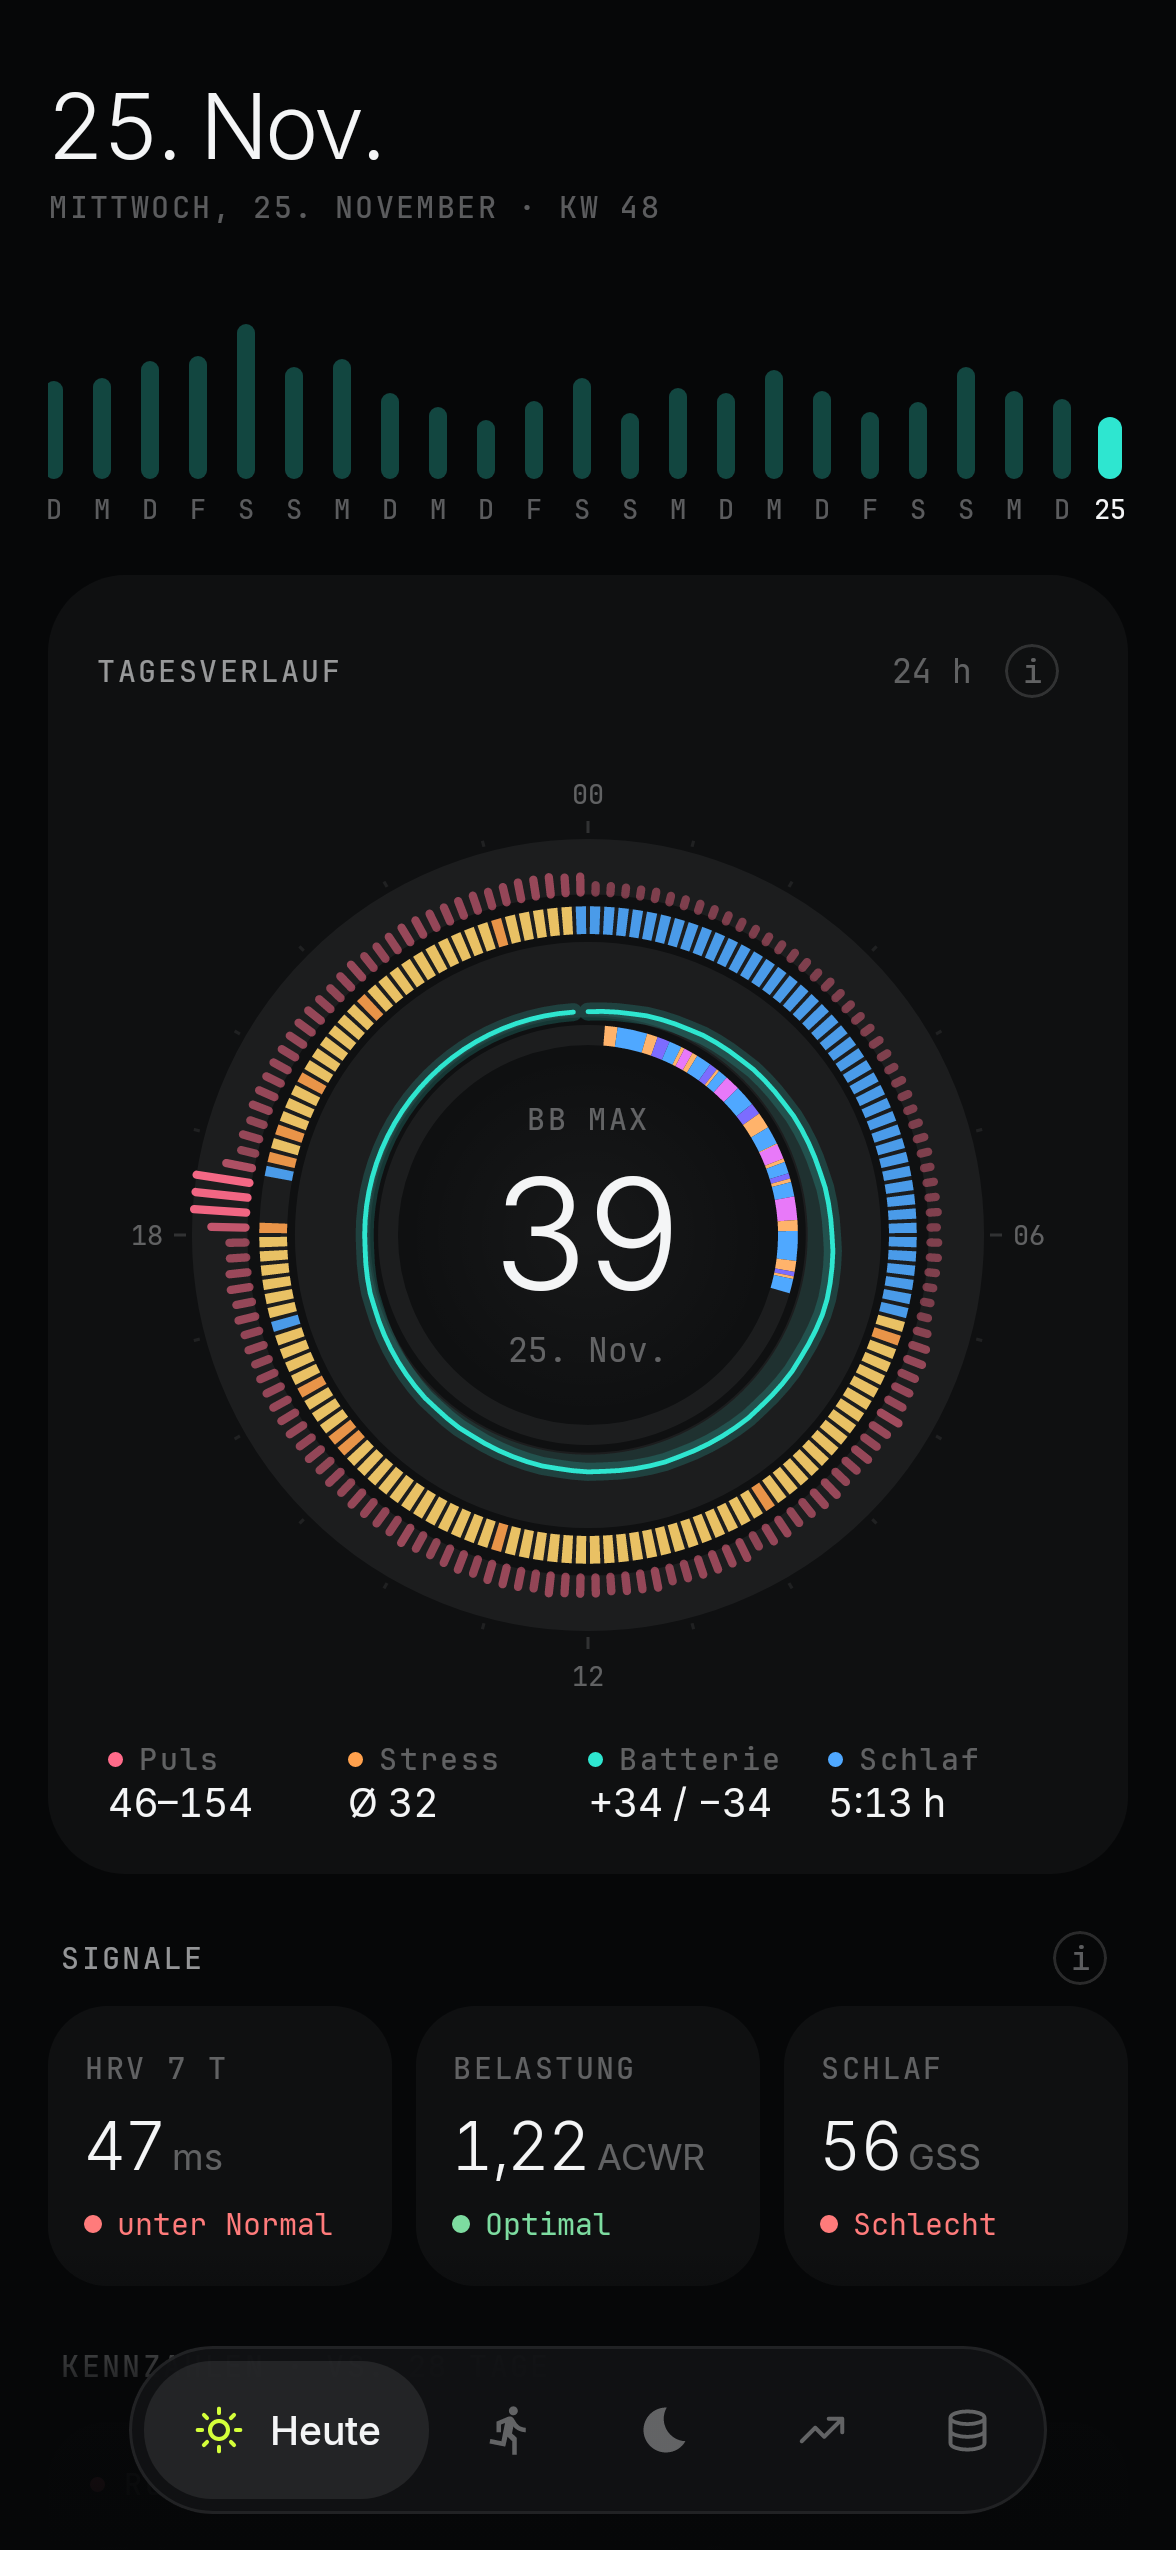 25. Nov.
MITTWOCH, 25. NOVEMBER · KW 48
D M D F S S M D M D F S S M D M D F S S M D 25
TAGESVERLAUF 24 h i
00
18 06
12
BB MAX
39
25. Nov.
Puls Stress Batterie Schlaf
46–154 Ø 32 +34 / −34 5:13 h
SIGNALE i
HRV 7 T BELASTUNG SCHLAF
47 ms 1,22 ACWR 56 GSS
unter Normal Optimal Schlecht
Heute